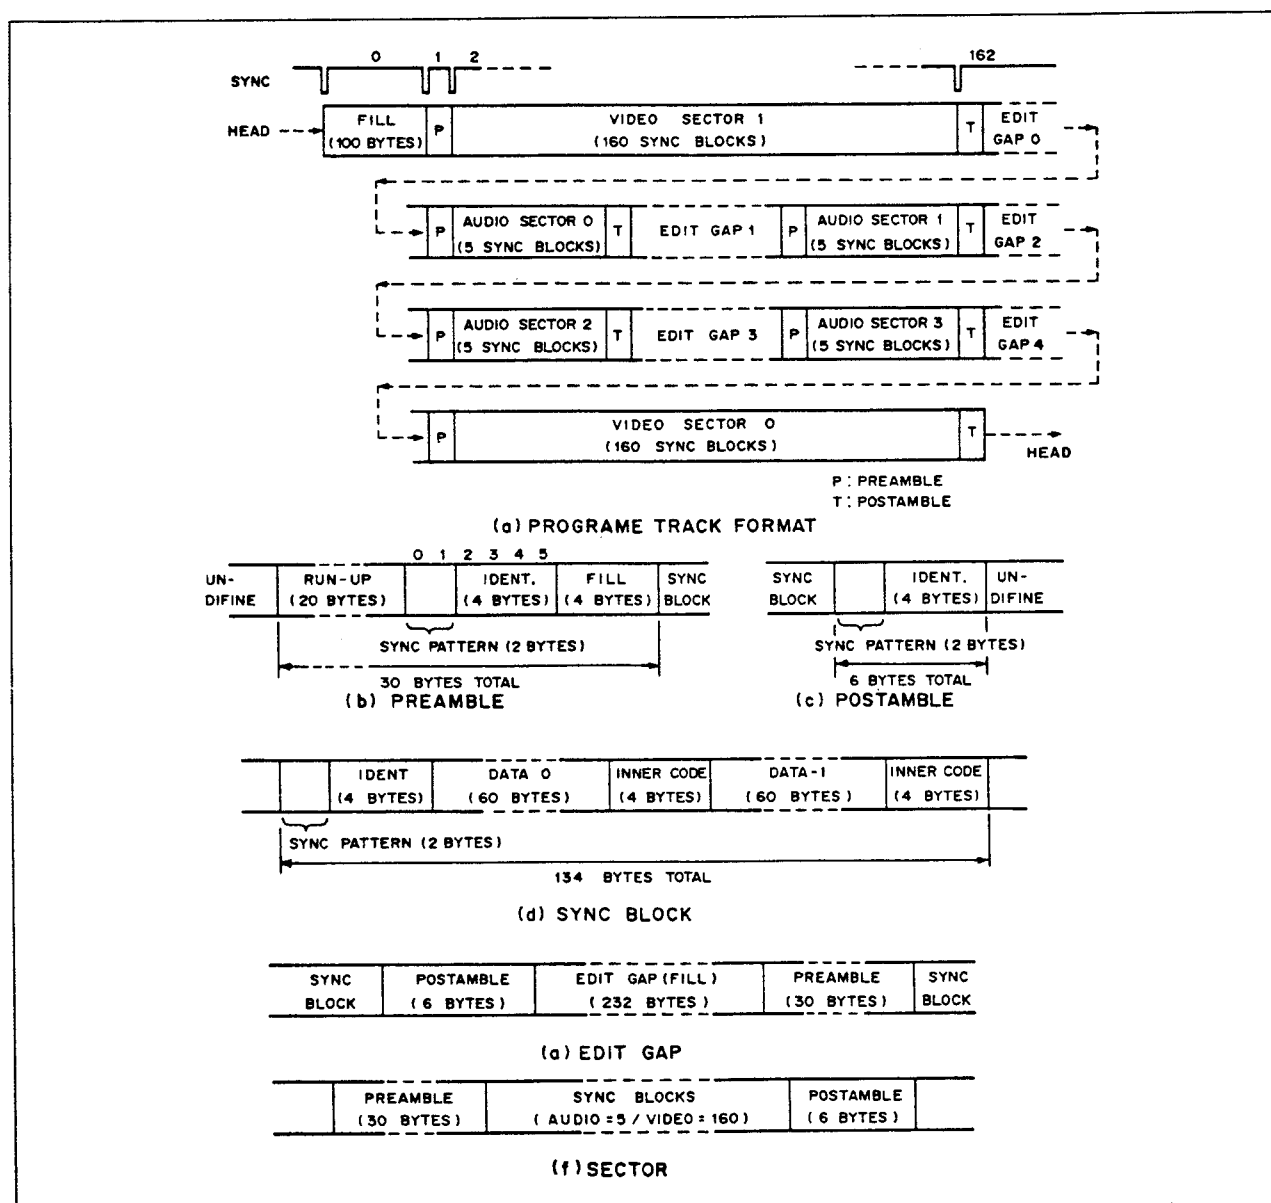 0 1 2 162
SYNC
HEAD FILL P VIDEO SECTOR 1 T EDIT
(100 BYTES) (160 SYNC BLOCKS) GAP 0
P AUDIO SECTOR 0 T EDIT GAP 1 P AUDIO SECTOR 1 T EDIT
(5 SYNC BLOCKS) (5 SYNC BLOCKS) GAP 2
P AUDIO SECTOR 2 T EDIT GAP 3 P AUDIO SECTOR 3 T EDIT
(5 SYNC BLOCKS) (5 SYNC BLOCKS) GAP 4
P VIDEO SECTOR 0 T
(160 SYNC BLOCKS) HEAD
P : PREAMBLE
T : POSTAMBLE
(a) PROGRAME TRACK FORMAT
0 1 2 3 4 5
UN- RUN-UP IDENT. FILL SYNC
DIFINE (20 BYTES) (4 BYTES) (4 BYTES) BLOCK
SYNC PATTERN (2 BYTES)
30 BYTES TOTAL
(b) PREAMBLE
SYNC IDENT. UN-
BLOCK (4 BYTES) DIFINE
SYNC PATTERN (2 BYTES)
6 BYTES TOTAL
(c) POSTAMBLE
IDENT DATA 0 INNER CODE DATA-1 INNER CODE
(4 BYTES) (60 BYTES) (4 BYTES) (60 BYTES) (4 BYTES)
SYNC PATTERN (2 BYTES)
134 BYTES TOTAL
(d) SYNC BLOCK
SYNC POSTAMBLE EDIT GAP (FILL) PREAMBLE SYNC
BLOCK (6 BYTES) (232 BYTES) (30 BYTES) BLOCK
(a) EDIT GAP
PREAMBLE SYNC BLOCKS POSTAMBLE
(30 BYTES) (AUDIO=5 / VIDEO=160) (6 BYTES)
(f) SECTOR